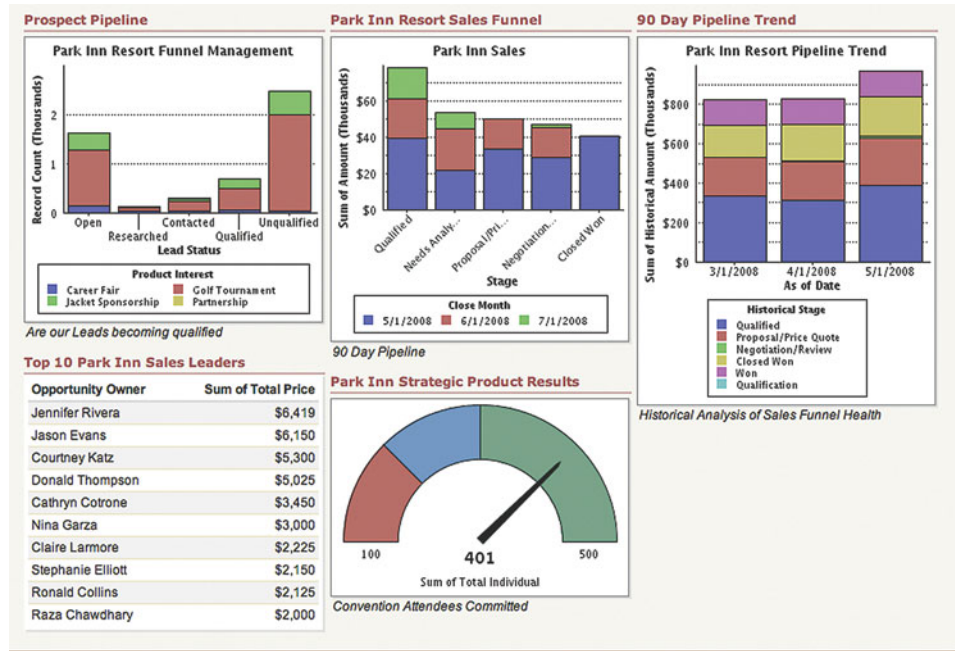 Prospect Pipeline
Park Inn Resort Funnel Management
Record Count (Thousands)
2
1
0
Open
Researched
Contacted
Qualified
Unqualified
Lead Status
Product Interest
Career Fair
Golf Tournament
Jacket Sponsorship
Partnership
Are our Leads becoming qualified
Top 10 Park Inn Sales Leaders
Opportunity Owner Sum of Total Price
Jennifer Rivera $6,419
Jason Evans $6,150
Courtney Katz $5,300
Donald Thompson $5,025
Cathryn Cotrone $3,450
Nina Garza $3,000
Claire Larmore $2,225
Stephanie Elliott $2,150
Ronald Collins $2,125
Raza Chawdhary $2,000
Park Inn Resort Sales Funnel
Park Inn Sales
Sum of Amount (Thousands)
$60
$40
$20
$0
Qualified
Needs Analy...
Proposal/Pri...
Negotiation...
Closed Won
Stage
Close Month
5/1/2008 6/1/2008 7/1/2008
90 Day Pipeline
Park Inn Strategic Product Results
100
401
500
Sum of Total Individual
Convention Attendees Committed
90 Day Pipeline Trend
Park Inn Resort Pipeline Trend
Sum of Historical Amount (Thousands)
$800
$600
$400
$200
$0
3/1/2008 4/1/2008 5/1/2008
As of Date
Historical Stage
Qualified
Proposal/Price Quote
Negotiation/Review
Closed Won
Won
Qualification
Historical Analysis of Sales Funnel Health